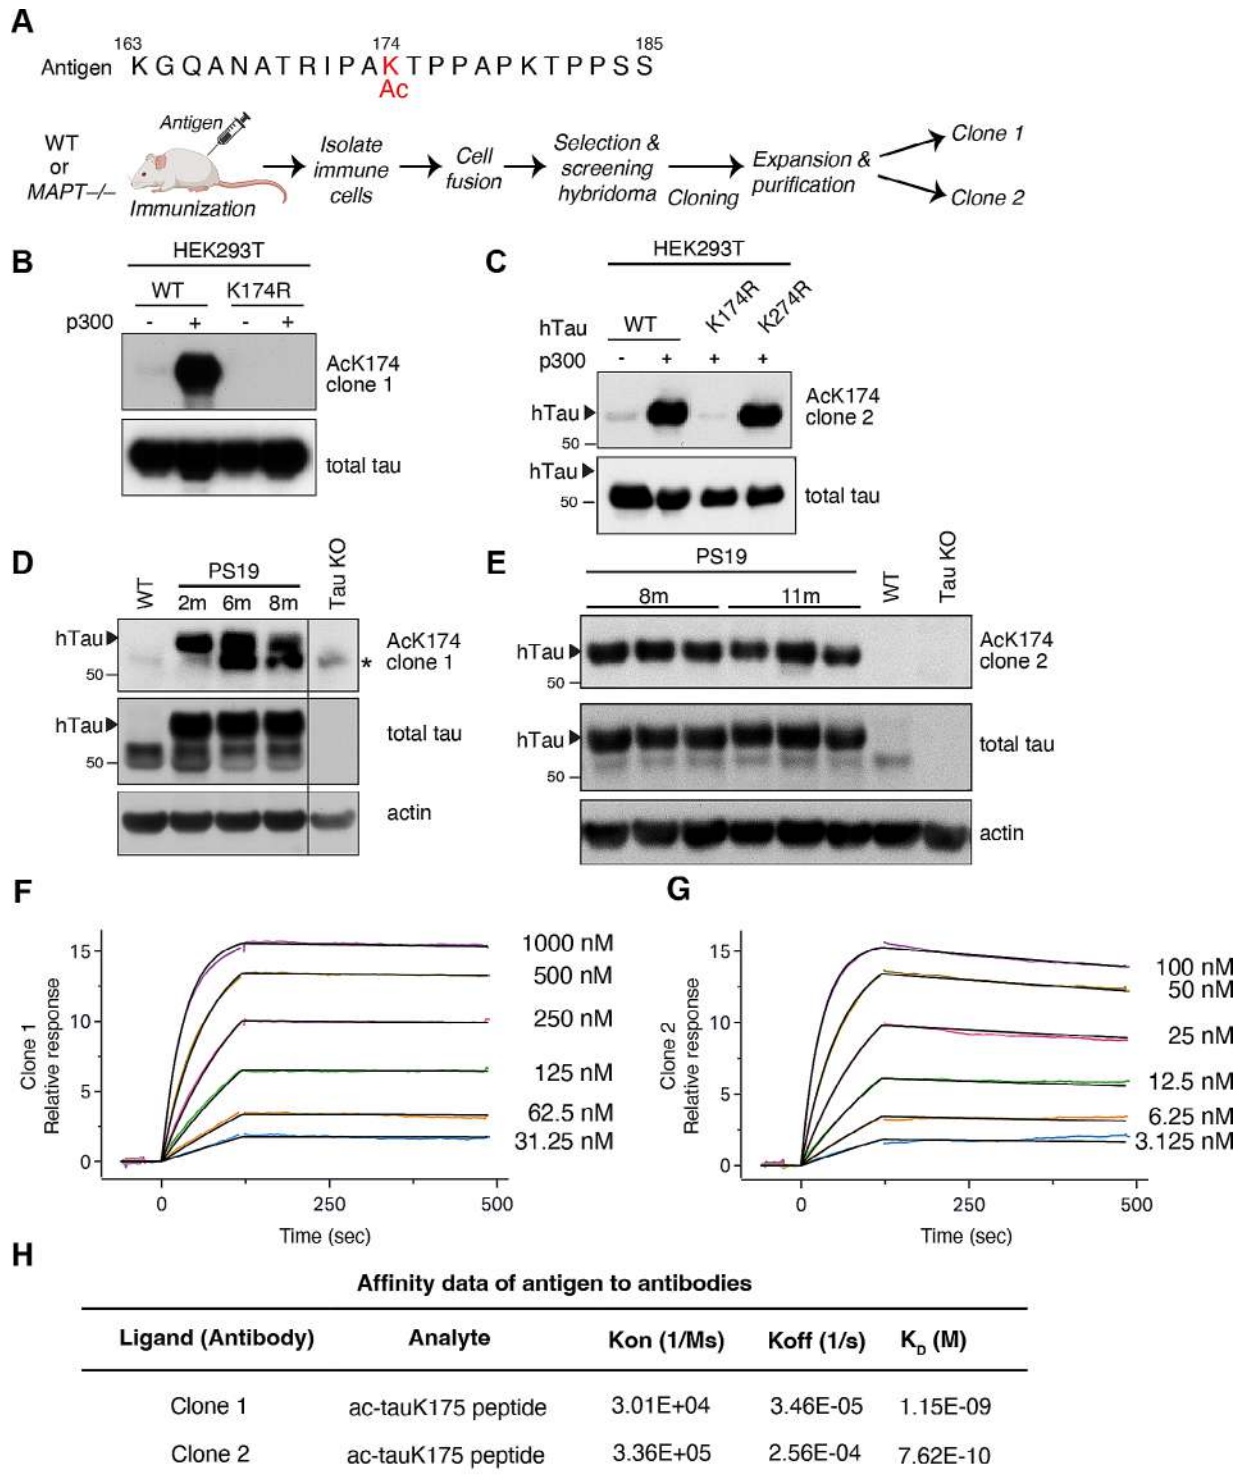 A
163 174 185
Antigen K G Q A N A T R I P A K T P P A P K T P P S S
Ac
WT
or
MAPT–/–
Antigen
Immunization
Isolate
immune
cells
Cell
fusion
Selection &
screening
hybridoma
Cloning
Expansion &
purification
Clone 1
Clone 2
B
HEK293T
WT K174R
p300 - + - +
AcK174
clone 1
total tau
C
HEK293T
hTau WT K174R K274R
p300 - + + +
hTau
50
AcK174
clone 2
hTau
50
total tau
D
WT PS19 Tau KO
2m 6m 8m
hTau
50
*
AcK174
clone 1
hTau
50
total tau
actin
E
PS19 WT Tau KO
8m 11m
hTau
50
AcK174
clone 2
hTau
50
total tau
actin
F
Clone 1
Relative response
15
10
5
0
0 250 500
Time (sec)
1000 nM
500 nM
250 nM
125 nM
62.5 nM
31.25 nM
G
Clone 2
Relative response
15
10
5
0
0 250 500
Time (sec)
100 nM
50 nM
25 nM
12.5 nM
6.25 nM
3.125 nM
H
Affinity data of antigen to antibodies
Ligand (Antibody) Analyte Kon (1/Ms) Koff (1/s) KD (M)
Clone 1 ac-tauK175 peptide 3.01E+04 3.46E-05 1.15E-09
Clone 2 ac-tauK175 peptide 3.36E+05 2.56E-04 7.62E-10